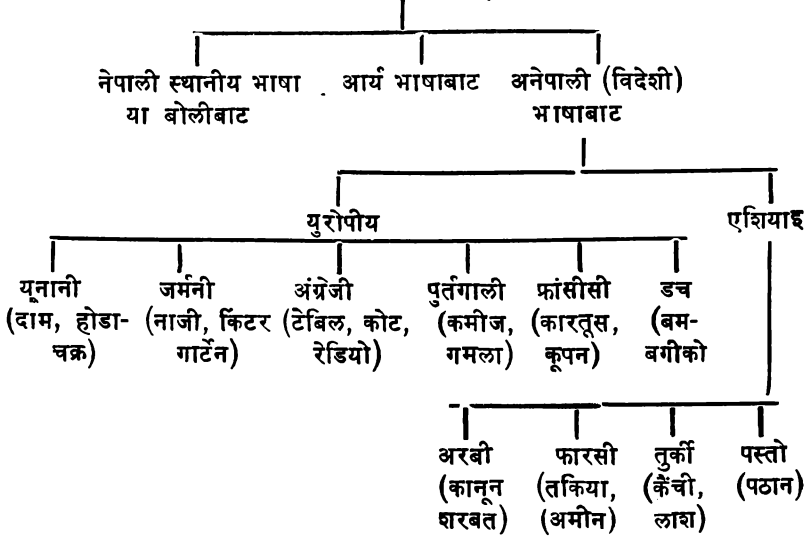 नेपाली स्थानीय भाषा . आर्य भाषाबाट अनेपाली (विदेशी)
या बोलीबाट भाषाबाट
युरोपीय एशियाइ
यूनानी जर्मनी अंग्रेजी पुर्तगाली फांसीसी डच
(दाम, होडा- (नाजी, किंटर (टेबिल, कोट, (कमीज, (कारतूस, (बम-
चक्र) गार्टेन) रेडियो) गमला) कूपन) बगीको
अरबी फारसी तुर्की पस्तो
(कानून (तकिया, (कैंची, (पठान)
शरबत) (अमीन) लाश)